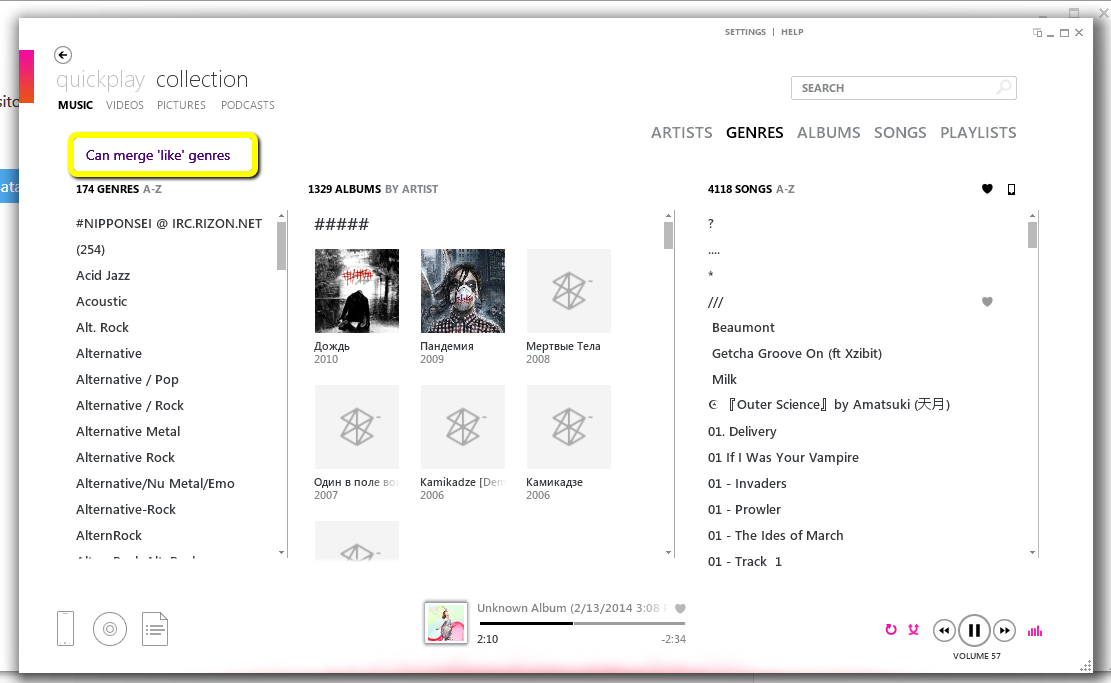 SETTINGS | HELP
quickplay collection
MUSIC VIDEOS PICTURES PODCASTS
SEARCH
ARTISTS GENRES ALBUMS SONGS PLAYLISTS
Can merge 'like' genres
174 GENRES A-Z
#NIPPONSEI @ IRC.RIZON.NET
(254)
Acid Jazz
Acoustic
Alt. Rock
Alternative
Alternative / Pop
Alternative / Rock
Alternative Metal
Alternative Rock
Alternative/Nu Metal/Emo
Alternative-Rock
AlternRock
1329 ALBUMS BY ARTIST
#####
Дождь
2010
Пандемия
2009
Мертвые Тела
2008
Один в поле
2007
Kamikadze [Dem
2006
Камикадзе
2006
4118 SONGS A-Z
?
....
*
///
Beaumont
Getcha Groove On (ft Xzibit)
Milk
☪ 『Outer Science』by Amatsuki (天月)
01. Delivery
01 If I Was Your Vampire
01 - Invaders
01 - Prowler
01 - The Ides of March
01 - Track 1
Unknown Album (2/13/2014 3:08 P
2:10 -2:34
VOLUME 57